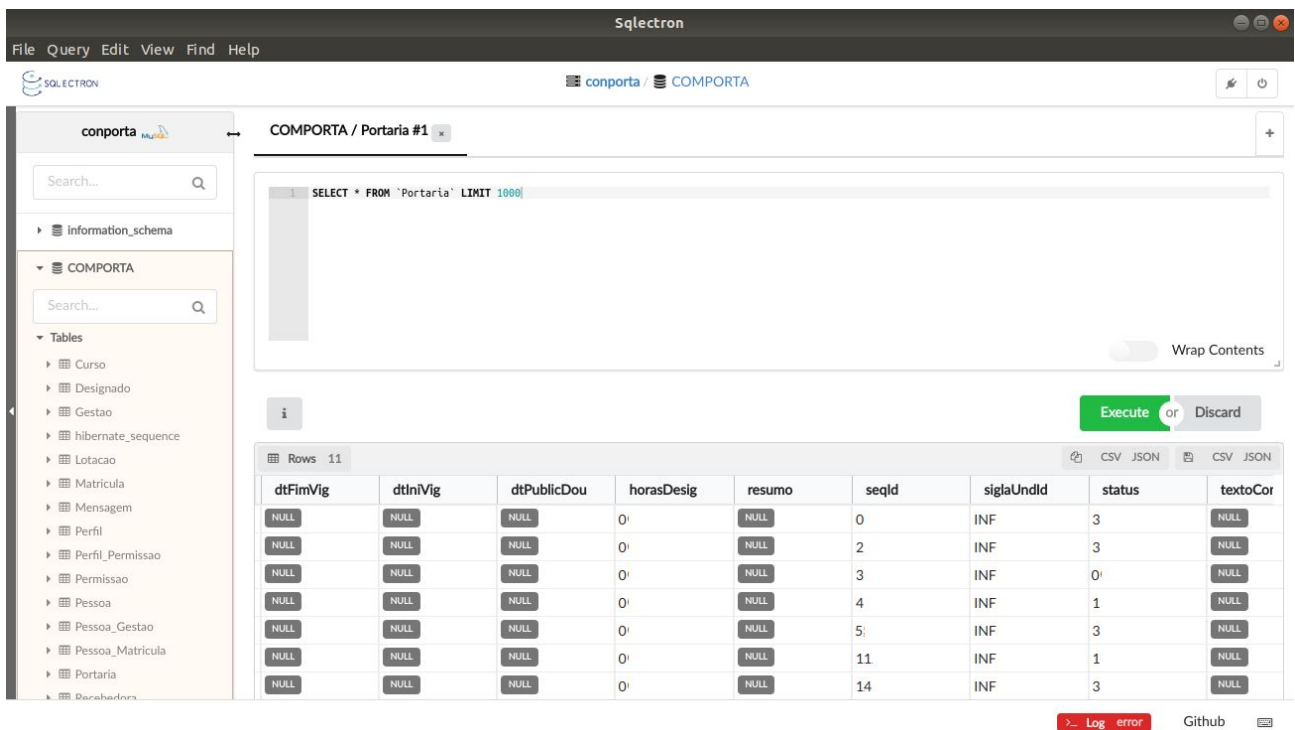 Sqlectron
File Query Edit View Find Help
SQLECTRON
conporta / COMPORTA
conporta MySQL
COMPORTA / Portaria #1 ×
+
Search...
1 SELECT * FROM `Portaria` LIMIT 1000
information_schema
COMPORTA
Search...
Tables
Curso
Designado
Gestao
hibernate_sequence
Lotacao
Matricula
Mensagem
Perfil
Perfil_Permissao
Permissao
Pessoa
Pessoa_Gestao
Pessoa_Matricula
Portaria
Recebedora
Wrap Contents
i
Execute or Discard
Rows 11
CSV JSON CSV JSON
dtFimVig dtIniVig dtPublicDou horasDesig resumo seqId siglaUndId status textoCor
NULL NULL NULL 0 NULL 0 INF 3 NULL
NULL NULL NULL 0 NULL 2 INF 3 NULL
NULL NULL NULL 0 NULL 3 INF 0 NULL
NULL NULL NULL 0 NULL 4 INF 1 NULL
NULL NULL NULL 0 NULL 5 INF 3 NULL
NULL NULL NULL 0 NULL 11 INF 1 NULL
NULL NULL NULL 0 NULL 14 INF 3 NULL
>_ Log error Github